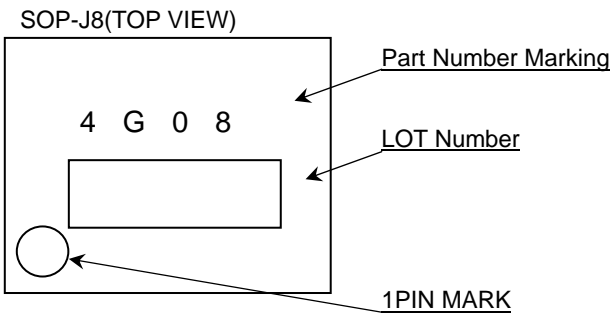 SOP-J8(TOP VIEW)
Part Number Marking
4 G 0 8
LOT Number
1PIN MARK